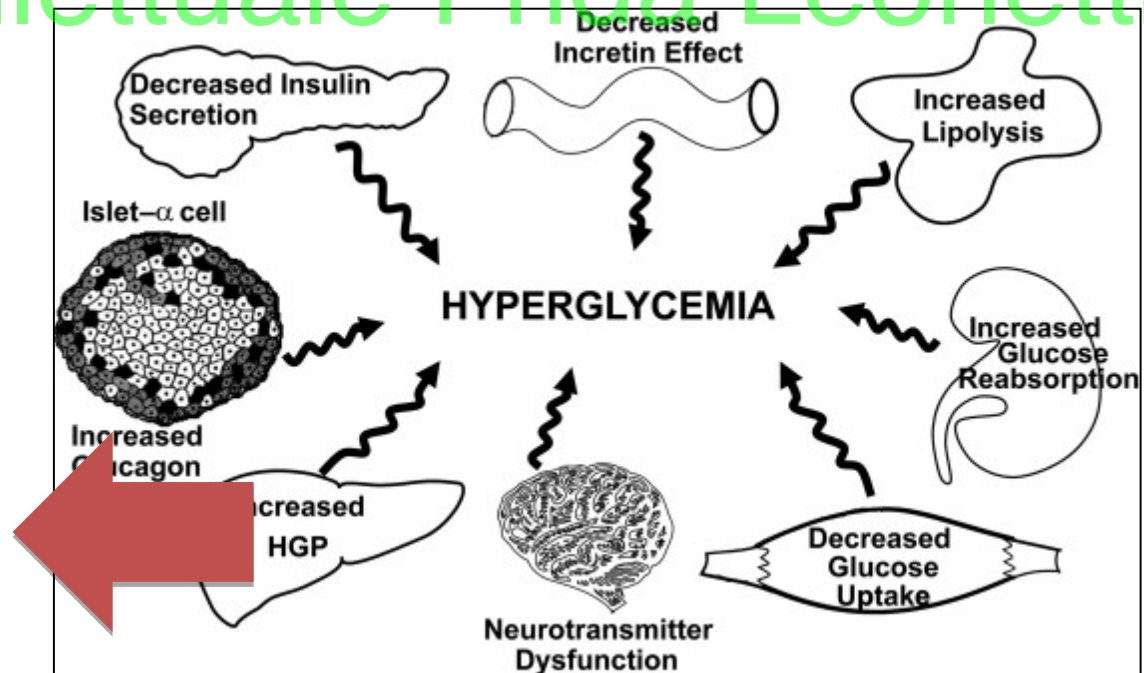 Decreased
Incretin Effect
Decreased Insulin
Secretion
Increased
Lipolysis
Islet–α cell
HYPERGLYCEMIA
Increased
Glucose
Reabsorption
Increased
HGP
Decreased
Glucose
Uptake
Neurotransmitter
Dysfunction